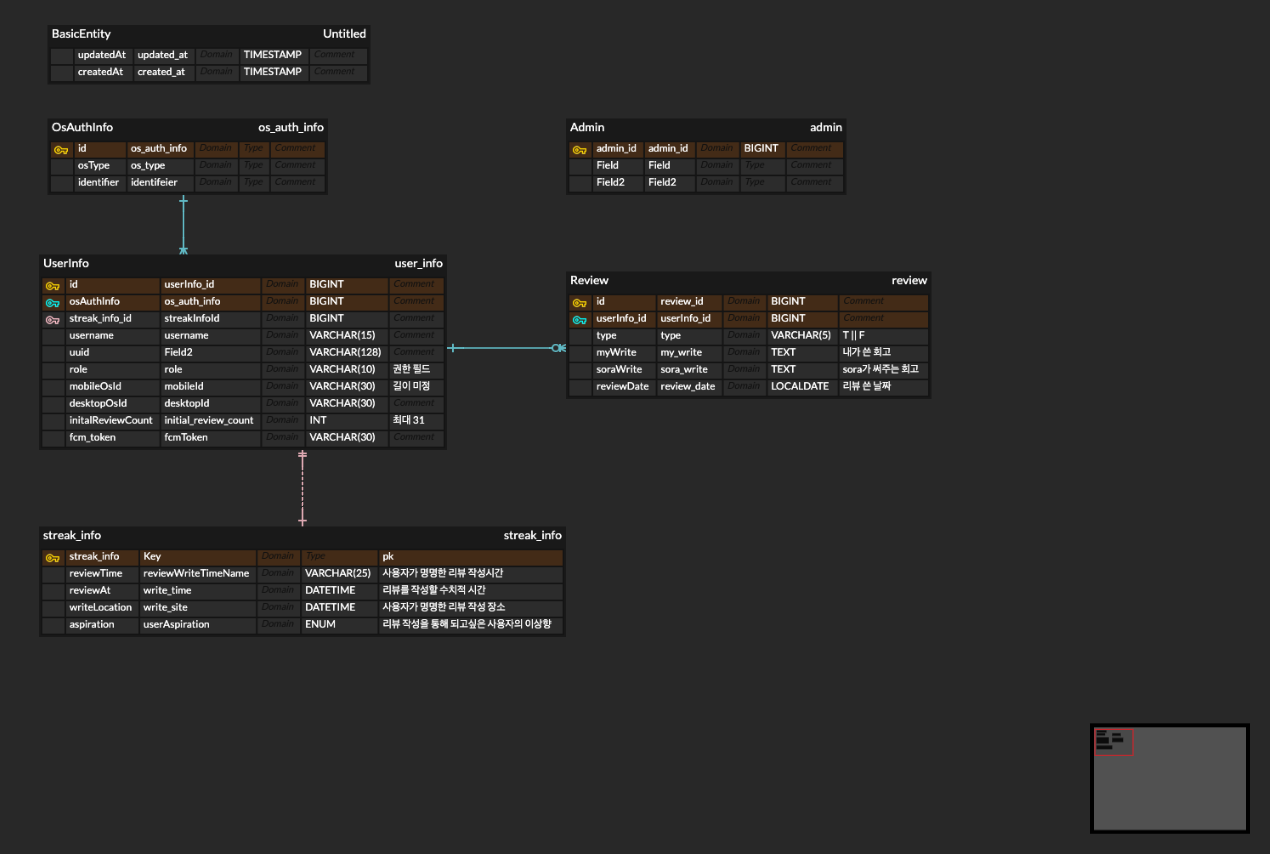 BasicEntity Untitled
updatedAt updated_at Domain TIMESTAMP Comment
createdAt created_at Domain TIMESTAMP Comment
OsAuthInfo os_auth_info
id os_auth_info Domain Type Comment
osType os_type Domain Type Comment
identifier identifeier Domain Type Comment
Admin admin
admin_id admin_id Domain BIGINT Comment
Field Field Domain Type Comment
Field2 Field2 Domain Type Comment
UserInfo user_info
id userInfo_id Domain BIGINT Comment
osAuthInfo os_auth_info Domain BIGINT Comment
streak_info_id streakInfoId Domain BIGINT Comment
username username Domain VARCHAR(15) Comment
uuid Field2 Domain VARCHAR(128) Comment
role role Domain VARCHAR(10) 권한 필드
mobileOsId mobileId Domain VARCHAR(30) 길이 미정
desktopOsId desktopId Domain VARCHAR(30) Comment
initalReviewCount initial_review_count Domain INT 최대 31
fcm_token fcmToken Domain VARCHAR(30) Comment
Review review
id review_id Domain BIGINT Comment
userInfo_id userInfo_id Domain BIGINT Comment
type type Domain VARCHAR(5) T || F
myWrite my_write Domain TEXT 내가 쓴 회고
soraWrite sora_write Domain TEXT sora가 써주는 회고
reviewDate review_date Domain LOCALDATE 리뷰 쓴 날짜
streak_info streak_info
streak_info Key Domain Type pk
reviewTime reviewWriteTimeName Domain VARCHAR(25) 사용자가 명명한 리뷰 작성시간
reviewAt write_time Domain DATETIME 리뷰를 작성할 수치적 시간
writeLocation write_site Domain DATETIME 사용자가 명명한 리뷰 작성 장소
aspiration userAspiration Domain ENUM 리뷰 작성을 통해 되고싶은 사용자의 이상향